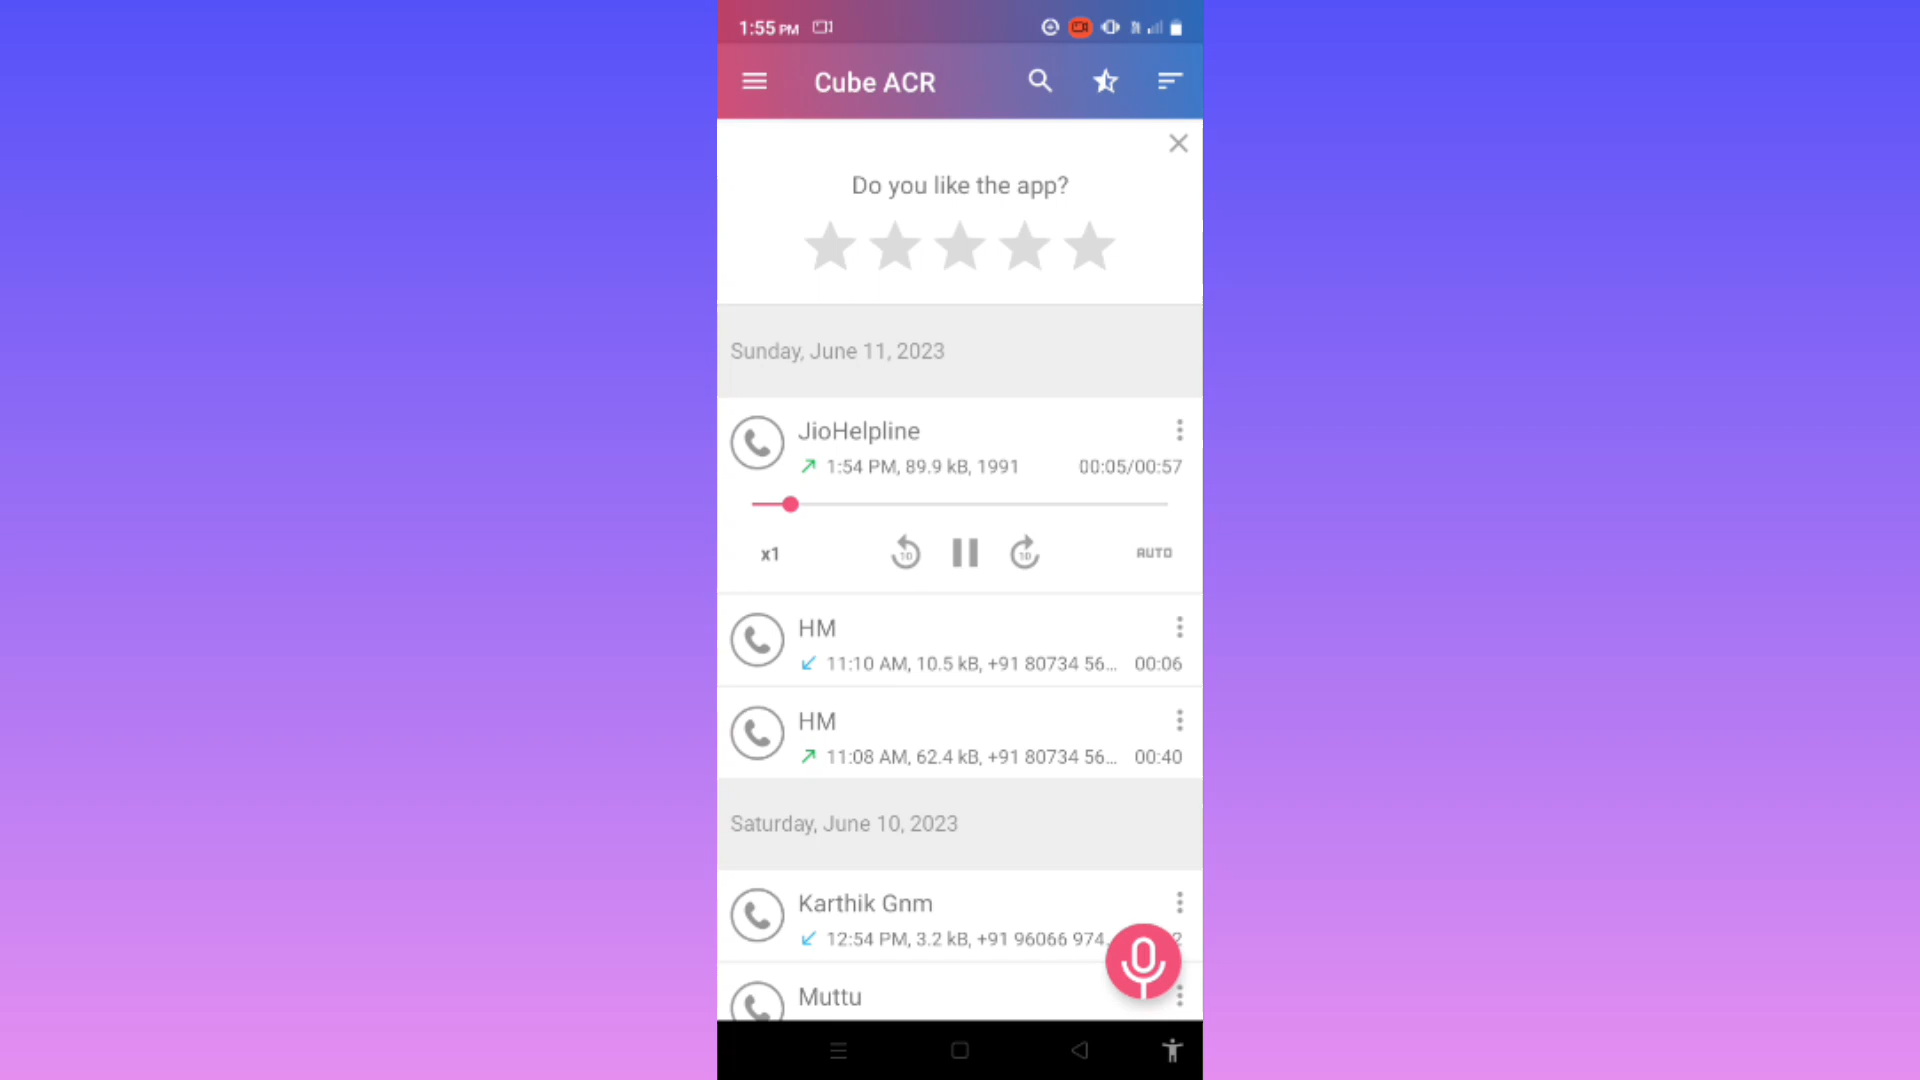 1:55 PM
Cube ACR
Do you like the app?
Sunday, June 11, 2023
JioHelpline
1:54 PM, 89.9 kB, 1991 00:05/00:57
x1 10 10 AUTO
HM
11:10 AM, 10.5 kB, +91 80734 56... 00:06
HM
11:08 AM, 62.4 kB, +91 80734 56... 00:40
Saturday, June 10, 2023
Karthik Gnm
12:54 PM, 3.2 kB, +91 96066 974. 2
Muttu